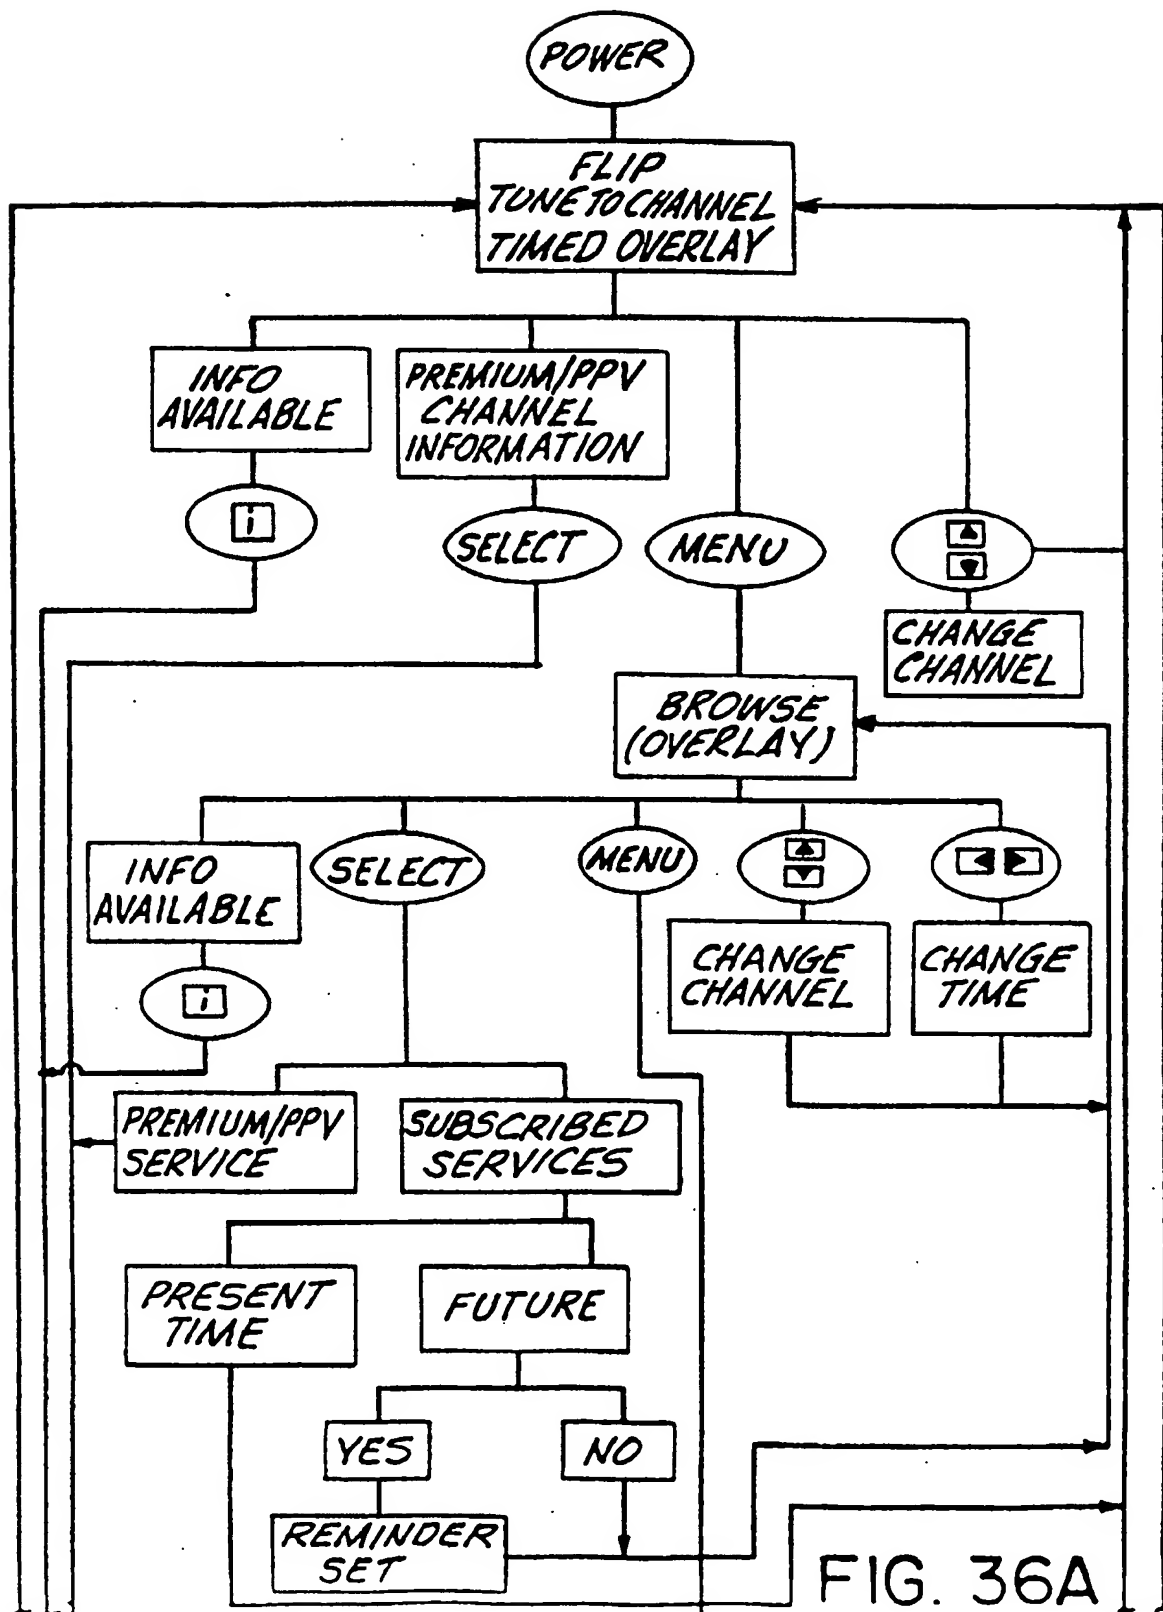 POWER
FLIP
TUNE TO CHANNEL
TIMED OVERLAY
INFO
AVAILABLE
PREMIUM/PPV
CHANNEL
INFORMATION
i
SELECT
MENU
CHANGE
CHANNEL
BROWSE
(OVERLAY)
INFO
AVAILABLE
SELECT
MENU
CHANGE
CHANNEL
CHANGE
TIME
i
PREMIUM/PPV
SERVICE
SUBSCRIBED
SERVICES
PRESENT
TIME
FUTURE
YES
NO
REMINDER
SET
FIG. 36A